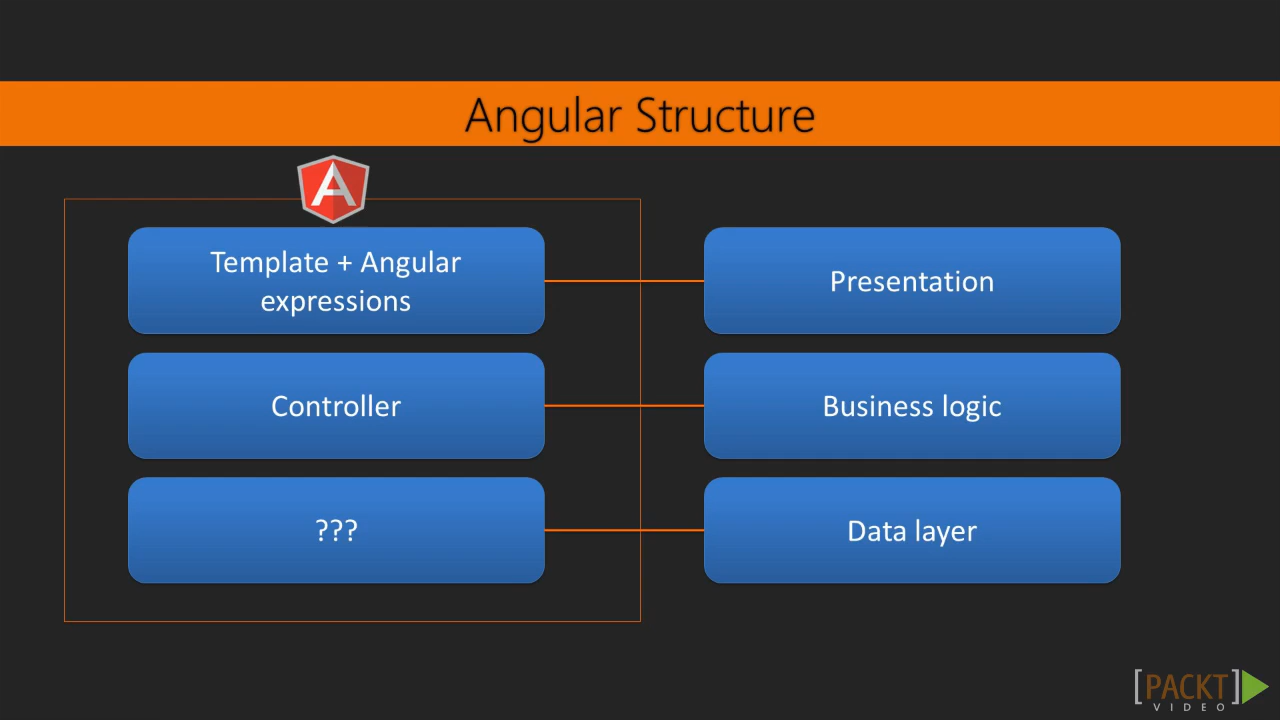 Angular Structure
Template + Angular
expressions
Presentation
Controller
Business logic
???
Data layer
[PACKT]
VIDEO